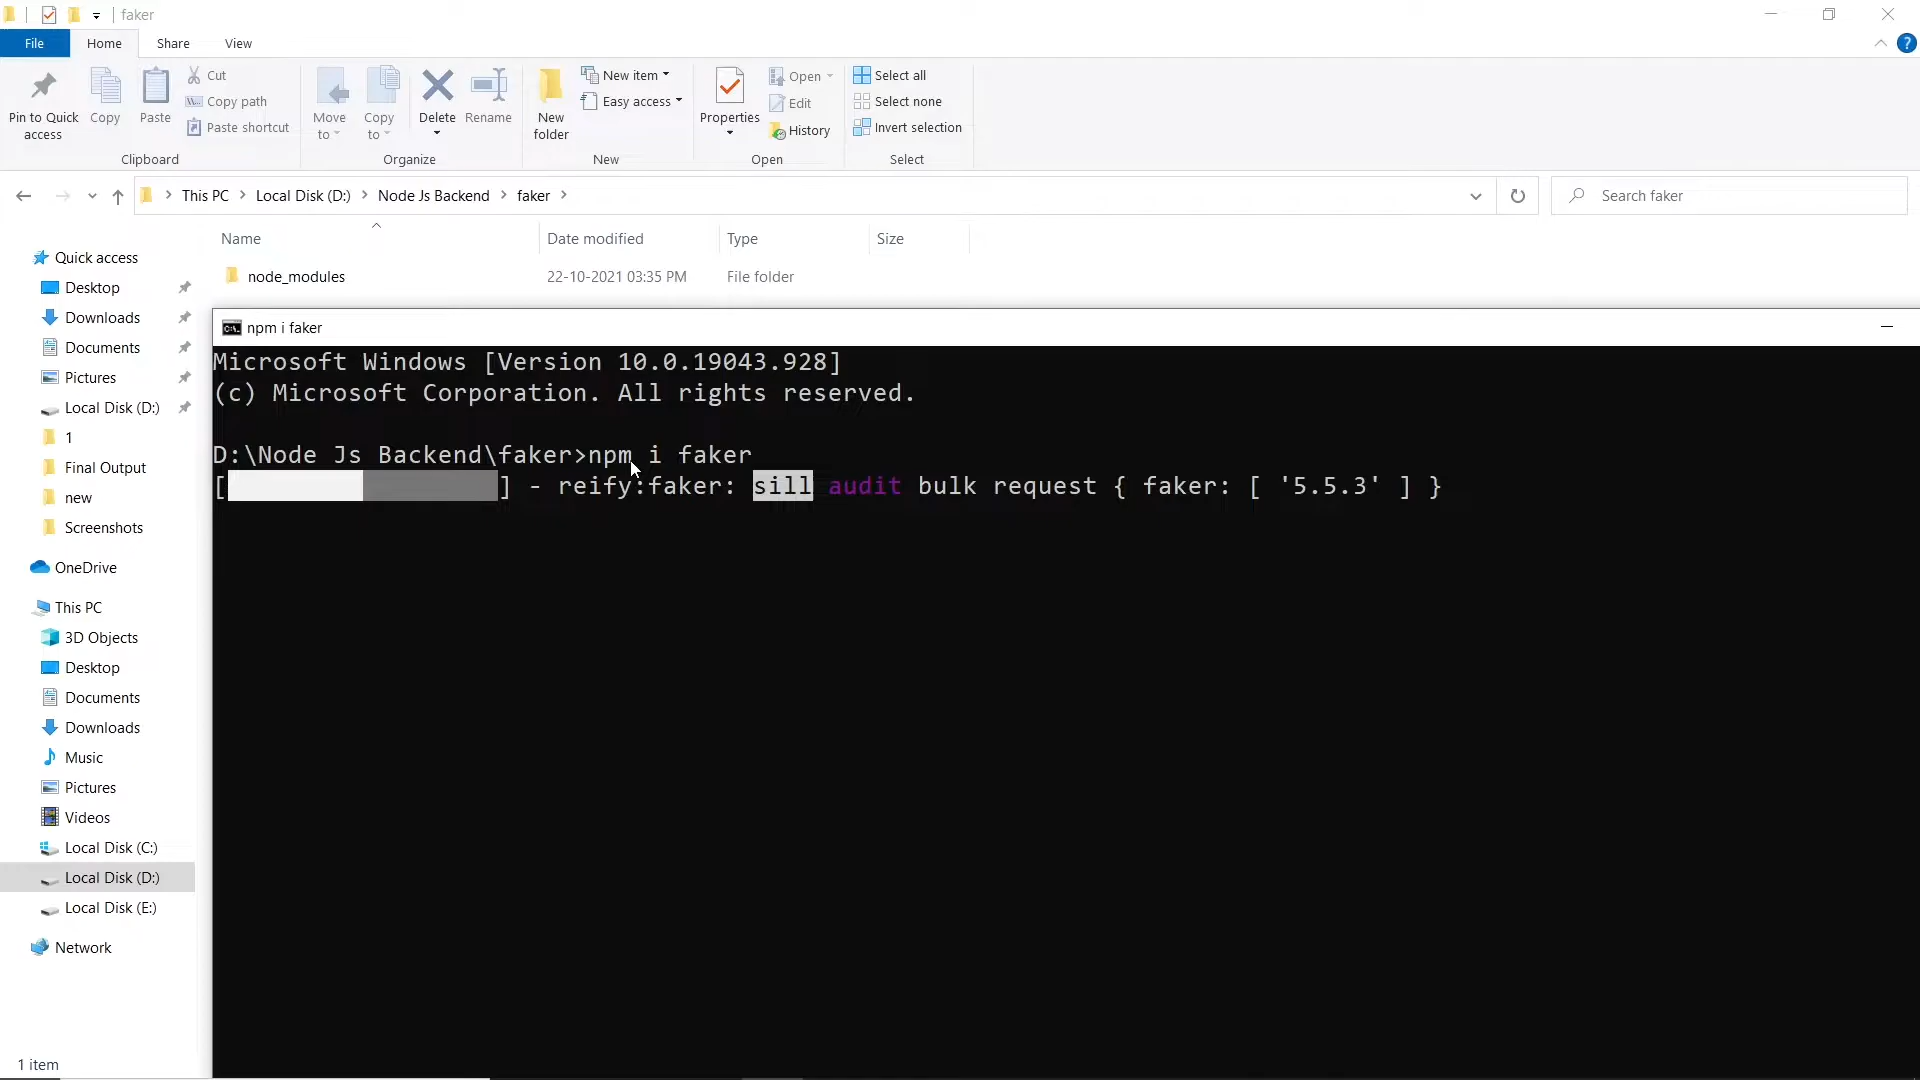 faker
File Home Share View
Pin to Quick access
Copy
Paste
Cut
Copy path
Paste shortcut
Clipboard
Move to
Copy to
Delete
Rename
Organize
New folder
New item
Easy access
New
Properties
Open
Edit
History
Open
Select all
Select none
Invert selection
Select
This PC Local Disk (D:) Node Js Backend faker
Search faker
Name Date modified Type Size
node_modules 22-10-2021 03:35 PM File folder
Quick access
Desktop
Downloads
Documents
Pictures
Local Disk (D:)
1
Final Output
new
Screenshots
OneDrive
This PC
3D Objects
Desktop
Documents
Downloads
Music
Pictures
Videos
Local Disk (C:)
Local Disk (D:)
Local Disk (E:)
Network
1 item
npm i faker
Microsoft Windows [Version 10.0.19043.928]
(c) Microsoft Corporation. All rights reserved.
D:\Node Js Backend\faker>npm i faker
[ ] - reify:faker: sill audit bulk request { faker: [ '5.5.3' ] }